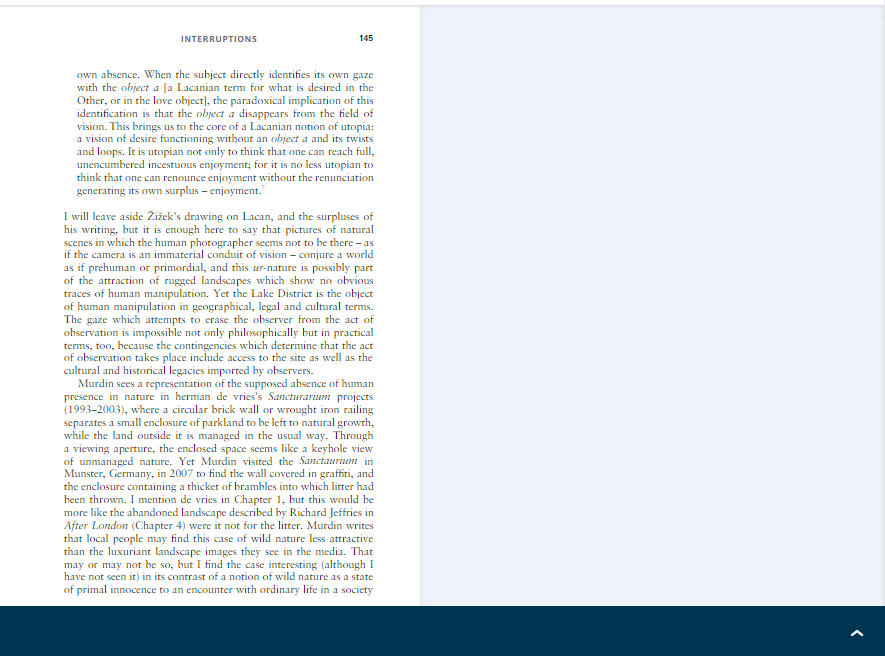 INTERRUPTIONS 145
own absence. When the subject directly identifies its own gaze
with the object a [a Lacanian term for what is desired in the
Other, or in the love object], the paradoxical implication of this
identification is that the object a disappears from the field of
vision. This brings us to the core of a Lacanian notion of utopia:
a vision of desire functioning without an object a and its twists
and loops. It is utopian not only to think that one can reach full,
unencumbered incestuous enjoyment; for it is no less utopian to
think that one can renounce enjoyment without the renunciation
generating its own surplus – enjoyment.7
I will leave aside Žižek's drawing on Lacan, and the surpluses of
his writing, but it is enough here to say that pictures of natural
scenes in which the human photographer seems not to be there – as
if the camera is an immaterial conduit of vision – conjure a world
as if prehuman or primordial, and this ur-nature is possibly part
of the attraction of rugged landscapes which show no obvious
traces of human manipulation. Yet the Lake District is the object
of human manipulation in geographical, legal and cultural terms.
The gaze which attempts to erase the observer from the act of
observation is impossible not only philosophically but in practical
terms, too, because the contingencies which determine that the act
of observation takes place include access to the site as well as the
cultural and historical legacies imported by observers.
Murdin sees a representation of the supposed absence of human
presence in nature in herman de vries's Sancturarium projects
(1993–2003), where a circular brick wall or wrought iron railing
separates a small enclosure of parkland to be left to natural growth,
while the land outside it is managed in the usual way. Through
a viewing aperture, the enclosed space seems like a keyhole view
of unmanaged nature. Yet Murdin visited the Sanctaurium in
Munster, Germany, in 2007 to find the wall covered in graffiti, and
the enclosure containing a thicket of brambles into which litter had
been thrown. I mention de vries in Chapter 1, but this would be
more like the abandoned landscape described by Richard Jeffries in
After London (Chapter 4) were it not for the litter. Murdin writes
that local people may find this case of wild nature less attractive
than the luxuriant landscape images they see in the media. That
may or may not be so, but I find the case interesting (although I
have not seen it) in its contrast of a notion of wild nature as a state
of primal innocence to an encounter with ordinary life in a society